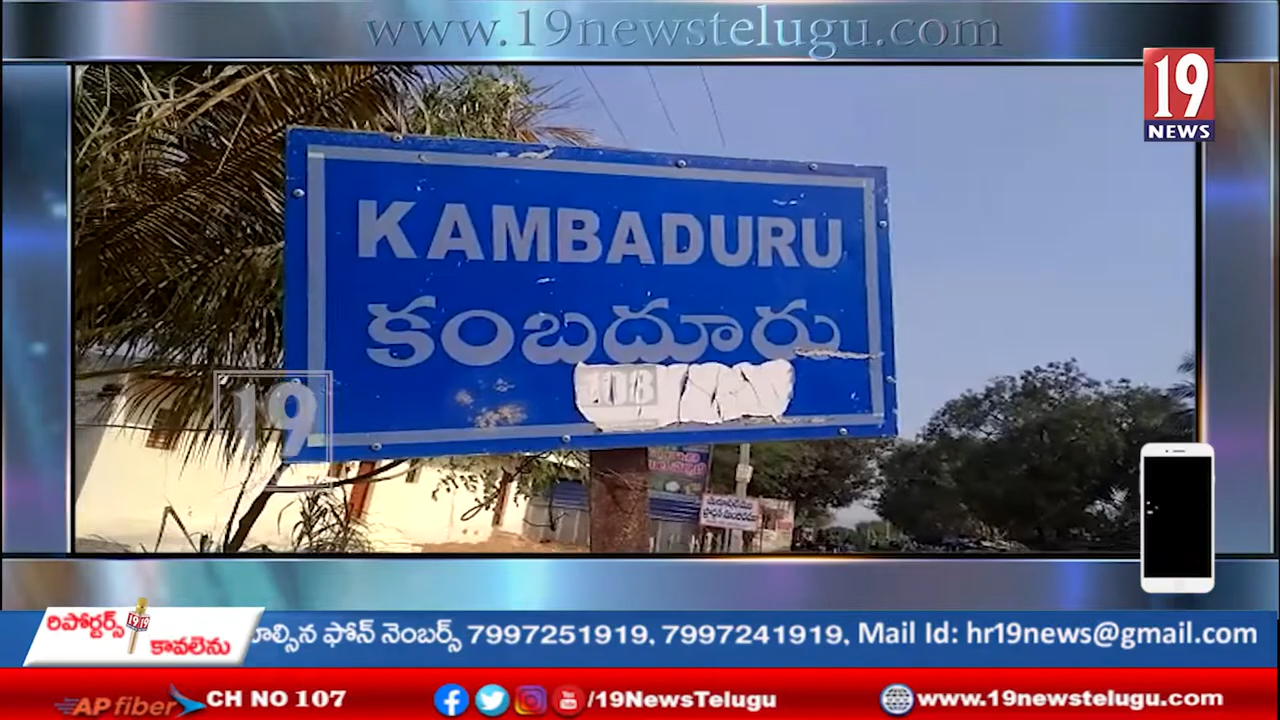 www.19newstelugu.com
19
NEWS
KAMBADURU
కంబదూరు
108
19
రిపోర్టర్స్
కావలెను
ల్సిన ఫోన్ నెంబర్స్ 7997251919, 7997241919, Mail Id: hr19news@gmail.com
AP fiber CH NO 107 /19NewsTelugu www.19newstelugu.com